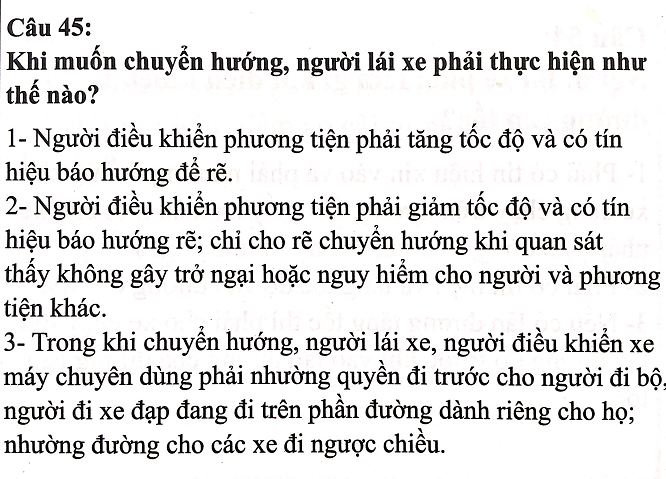 Câu 45:
Khi muốn chuyển hướng, người lái xe phải thực hiện như
thế nào?
1- Người điều khiển phương tiện phải tăng tốc độ và có tín
hiệu báo hướng để rẽ.
2- Người điều khiển phương tiện phải giảm tốc độ và có tín
hiệu báo hướng rẽ; chỉ cho rẽ chuyển hướng khi quan sát
thấy không gây trở ngại hoặc nguy hiểm cho người và phương
tiện khác.
3- Trong khi chuyển hướng, người lái xe, người điều khiển xe
máy chuyên dùng phải nhường quyền đi trước cho người đi bộ,
người đi xe đạp đang đi trên phần đường dành riêng cho họ;
nhường đường cho các xe đi ngược chiều.